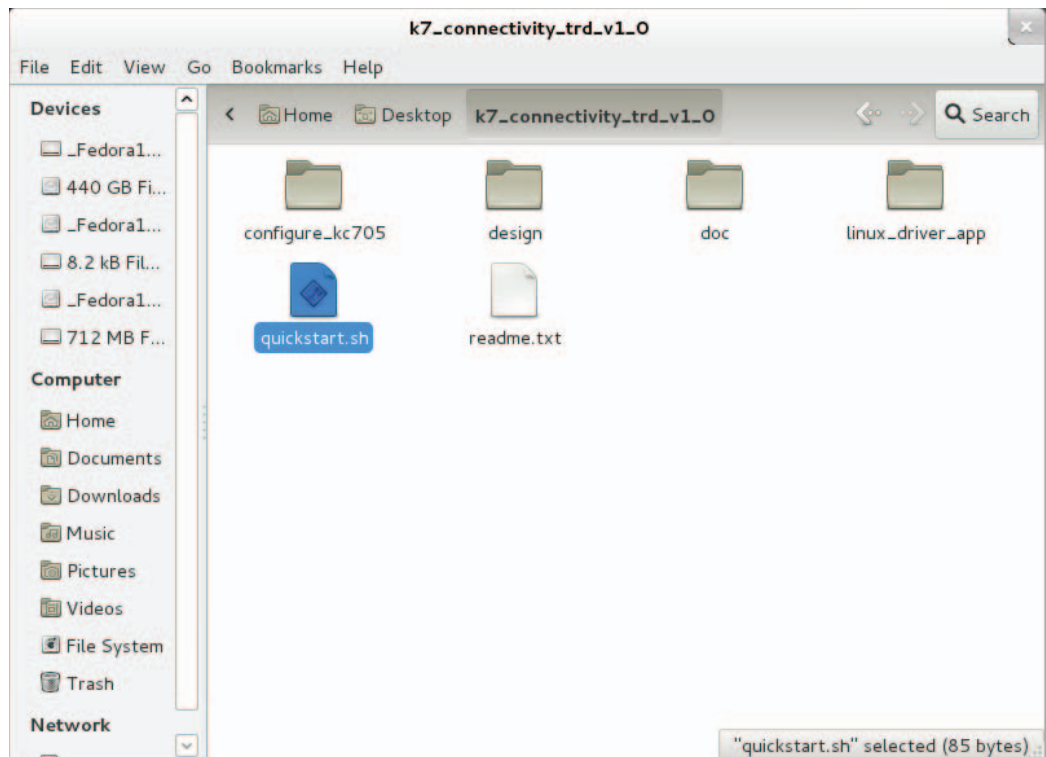 k7_connectivity_trd_v1_0
File Edit View Go Bookmarks Help
Devices
_Fedora1...
440 GB Fi...
_Fedora1...
8.2 kB Fil...
_Fedora1...
712 MB F...
Computer
Home
Documents
Downloads
Music
Pictures
Videos
File System
Trash
Network
Home Desktop k7_connectivity_trd_v1_0 Search
configure_kc705 design doc linux_driver_app
quickstart.sh readme.txt
"quickstart.sh" selected (85 bytes)